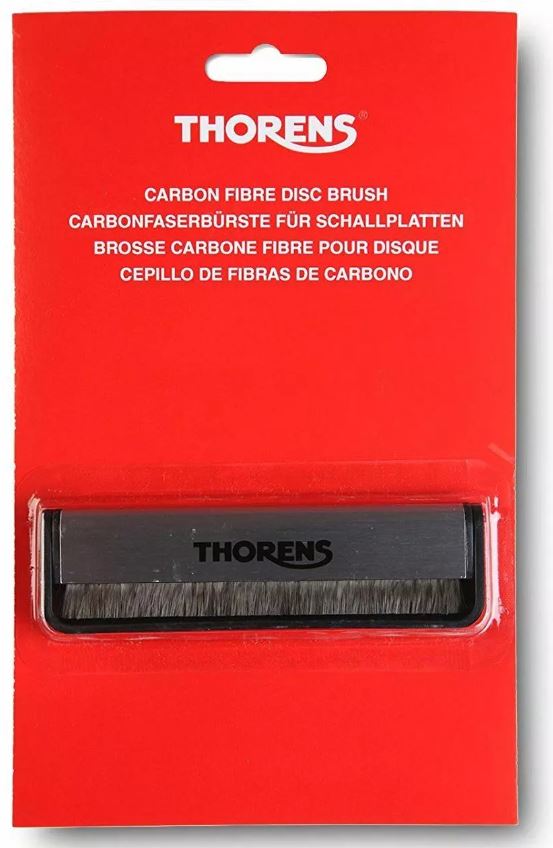 THORENS®
CARBON FIBRE DISC BRUSH
CARBONFASERBÜRSTE FÜR SCHALLPLATTEN
BROSSE CARBONE FIBRE POUR DISQUE
CEPILLO DE FIBRAS DE CARBONO
THORENS